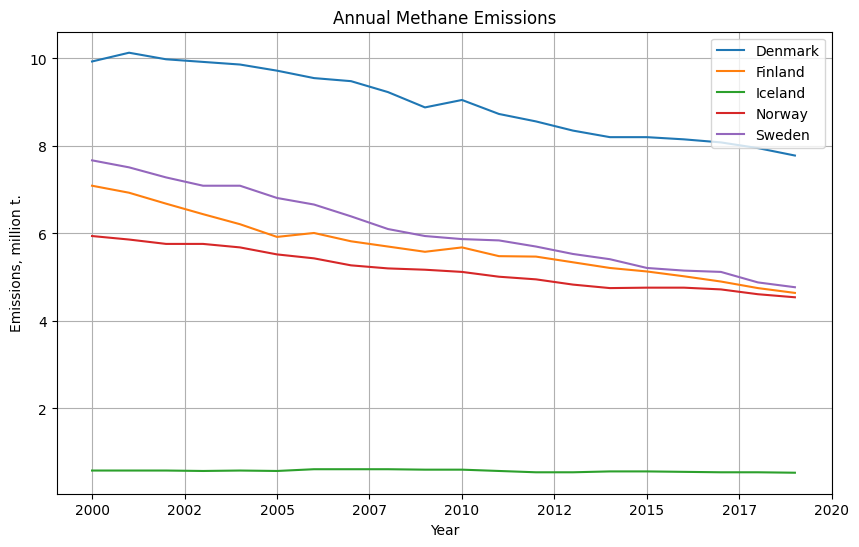 Annual Methane Emissions
Emissions, million t.
10
8
6
4
2
Denmark
Finland
Iceland
Norway
Sweden
2000 2002 2005 2007 2010 2012 2015 2017 2020
Year